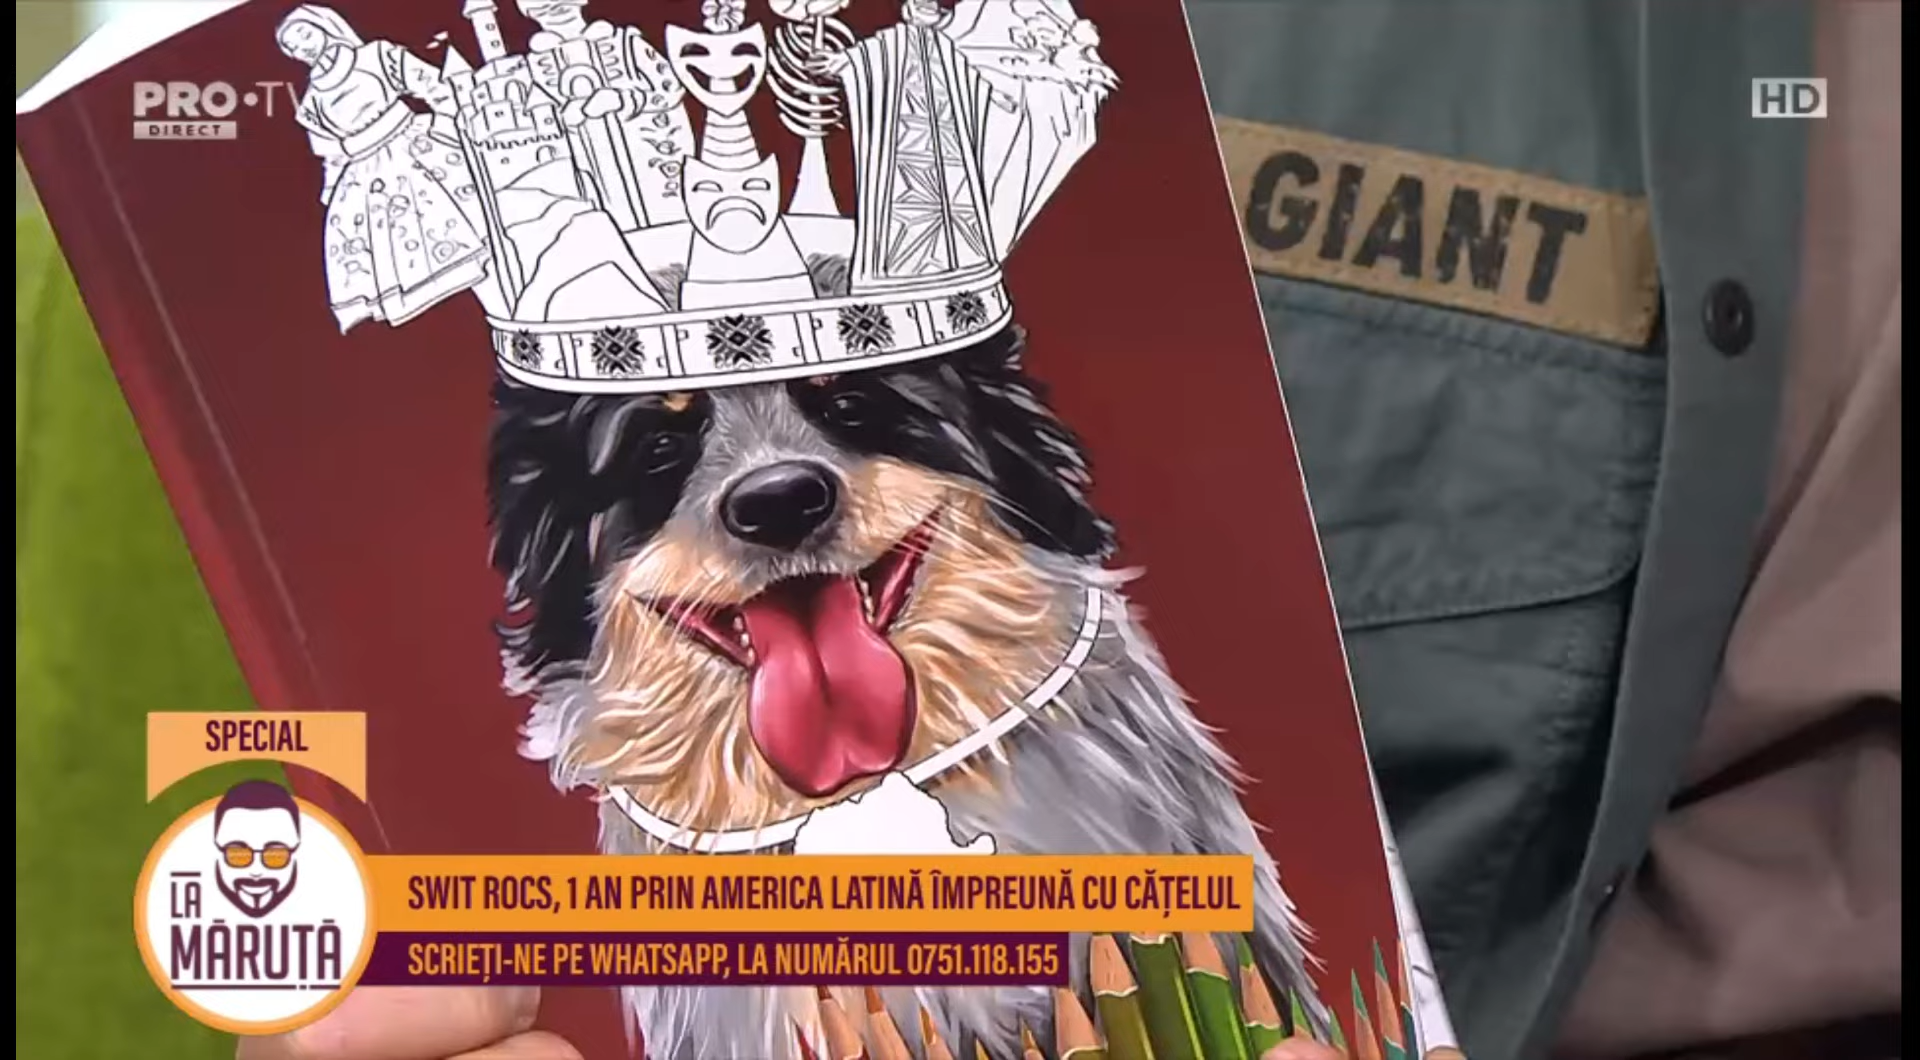 PRO•TV
DIRECT
HD
GIANT
SPECIAL
LA
MĂRUȚĂ
SWIT ROCS, 1 AN PRIN AMERICA LATINĂ ÎMPREUNĂ CU CĂȚELUL
SCRIEȚI-NE PE WHATSAPP, LA NUMĂRUL 0751.118.155